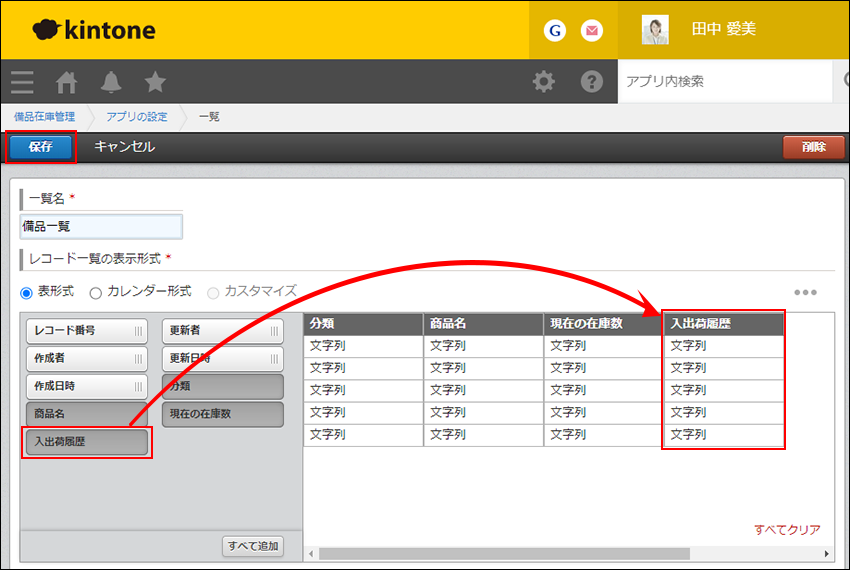 kintone
G
田中 愛美
アプリ内検索
備品在庫管理
アプリの設定
一覧
保存
キャンセル
削除
一覧名 *
備品一覧
レコード一覧の表示形式 *
表形式
カレンダー形式
カスタマイズ
レコード番号
更新者
作成者
更新日時
作成日時
分類
商品名
現在の在庫数
入出荷履歴
すべて追加
分類 商品名 現在の在庫数 入出荷履歴
文字列 文字列 文字列 文字列
文字列 文字列 文字列 文字列
文字列 文字列 文字列 文字列
文字列 文字列 文字列 文字列
文字列 文字列 文字列 文字列
すべてクリア